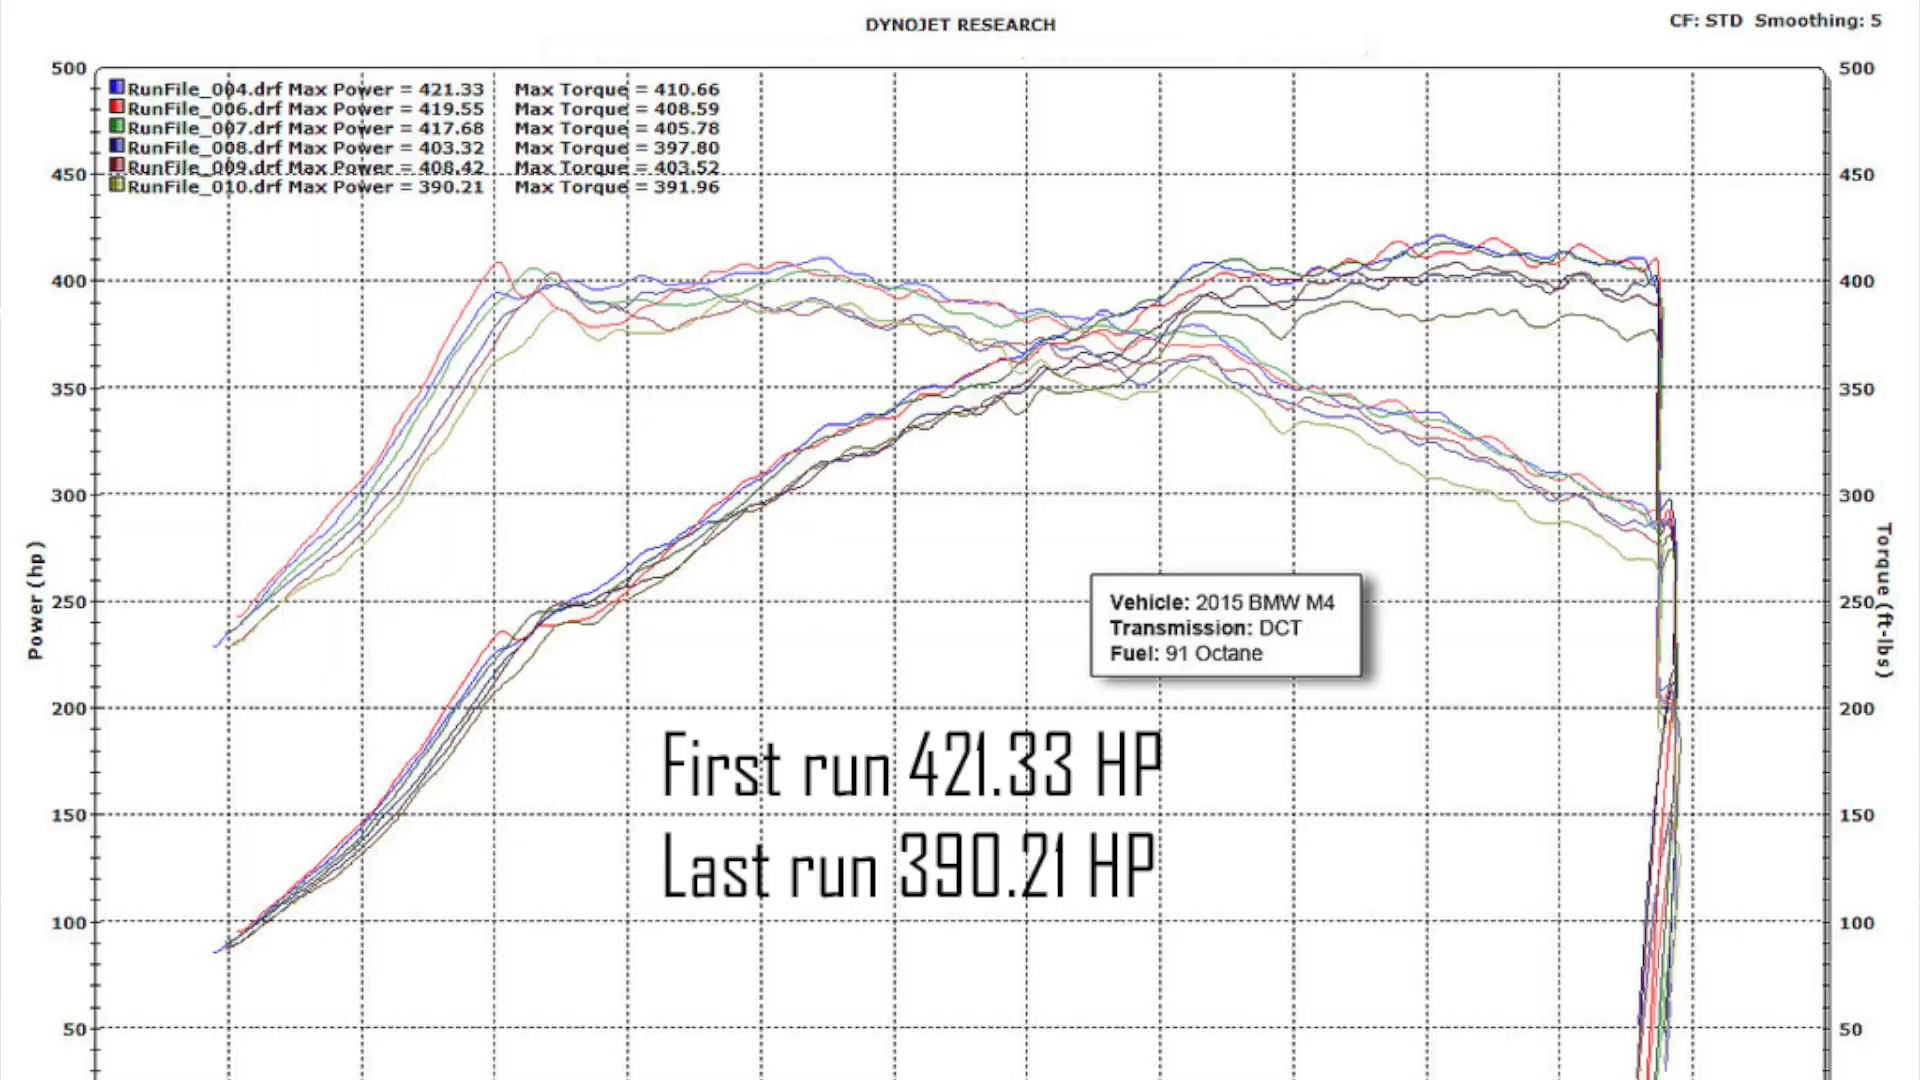 DYNOJET RESEARCH
CF: STD Smoothing: 5
RunFile_004.drf Max Power = 421.33 Max Torque = 410.66
RunFile_006.drf Max Power = 419.55 Max Torque = 408.59
RunFile_007.drf Max Power = 417.68 Max Torque = 405.78
RunFile_008.drf Max Power = 403.32 Max Torque = 397.80
RunFile_009.drf Max Power = 408.42 Max Torque = 403.52
RunFile_010.drf Max Power = 390.21 Max Torque = 391.96
500
450
400
350
300
250
200
150
100
50
Power (hp)
500
450
400
350
300
250
200
150
100
50
Torque (ft-lbs)
Vehicle: 2015 BMW M4
Transmission: DCT
Fuel: 91 Octane
First run 421.33 HP
Last run 390.21 HP